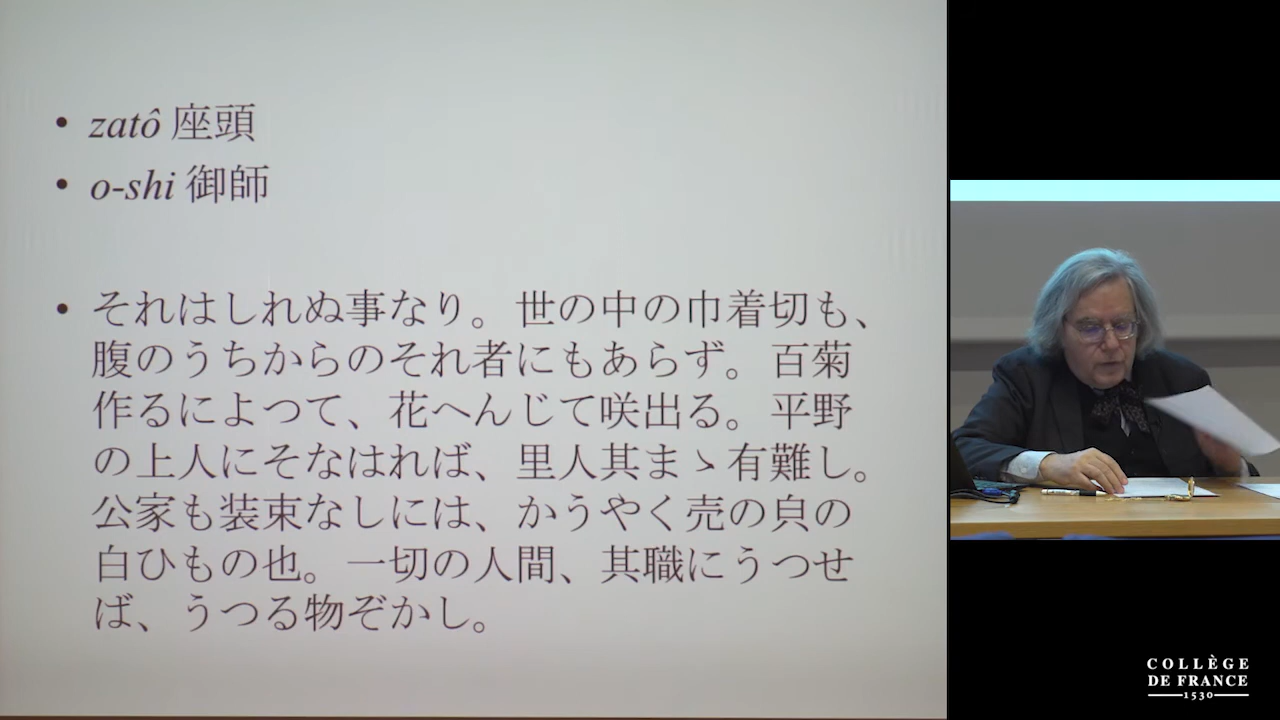 • zatô 座頭
• o-shi 御師
• それはしれぬ事なり。世の中の巾着切も、
腹のうちからのそれ者にもあらず。百菊
作るによつて、花へんじて咲出る。平野
の上人にそなはれば、里人其まゝ有難し。
公家も装束なしには、かうやく売の㒵の
白ひもの也。一切の人間、其職にうつせ
ば、うつる物ぞかし。
COLLÈGE
DE FRANCE
1530